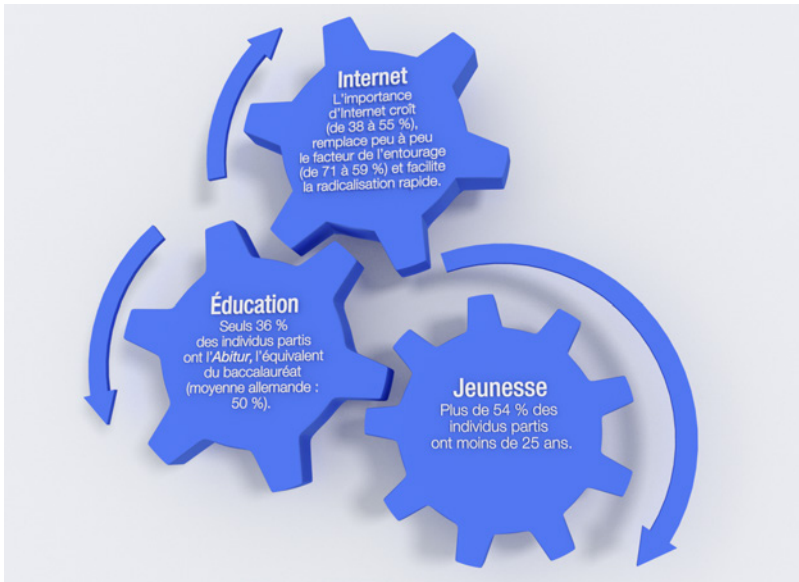 Internet
L'importance
d'Internet croît
(de 38 à 55 %),
remplace peu à peu
le facteur de l'entourage
(de 71 à 59 %) et facilite
la radicalisation rapide.
Éducation
Seuls 36 %
des individus partis
ont l'Abitur, l'équivalent
du baccalauréat
(moyenne allemande :
50 %).
Jeunesse
Plus de 54 % des
individus partis
ont moins de 25 ans.